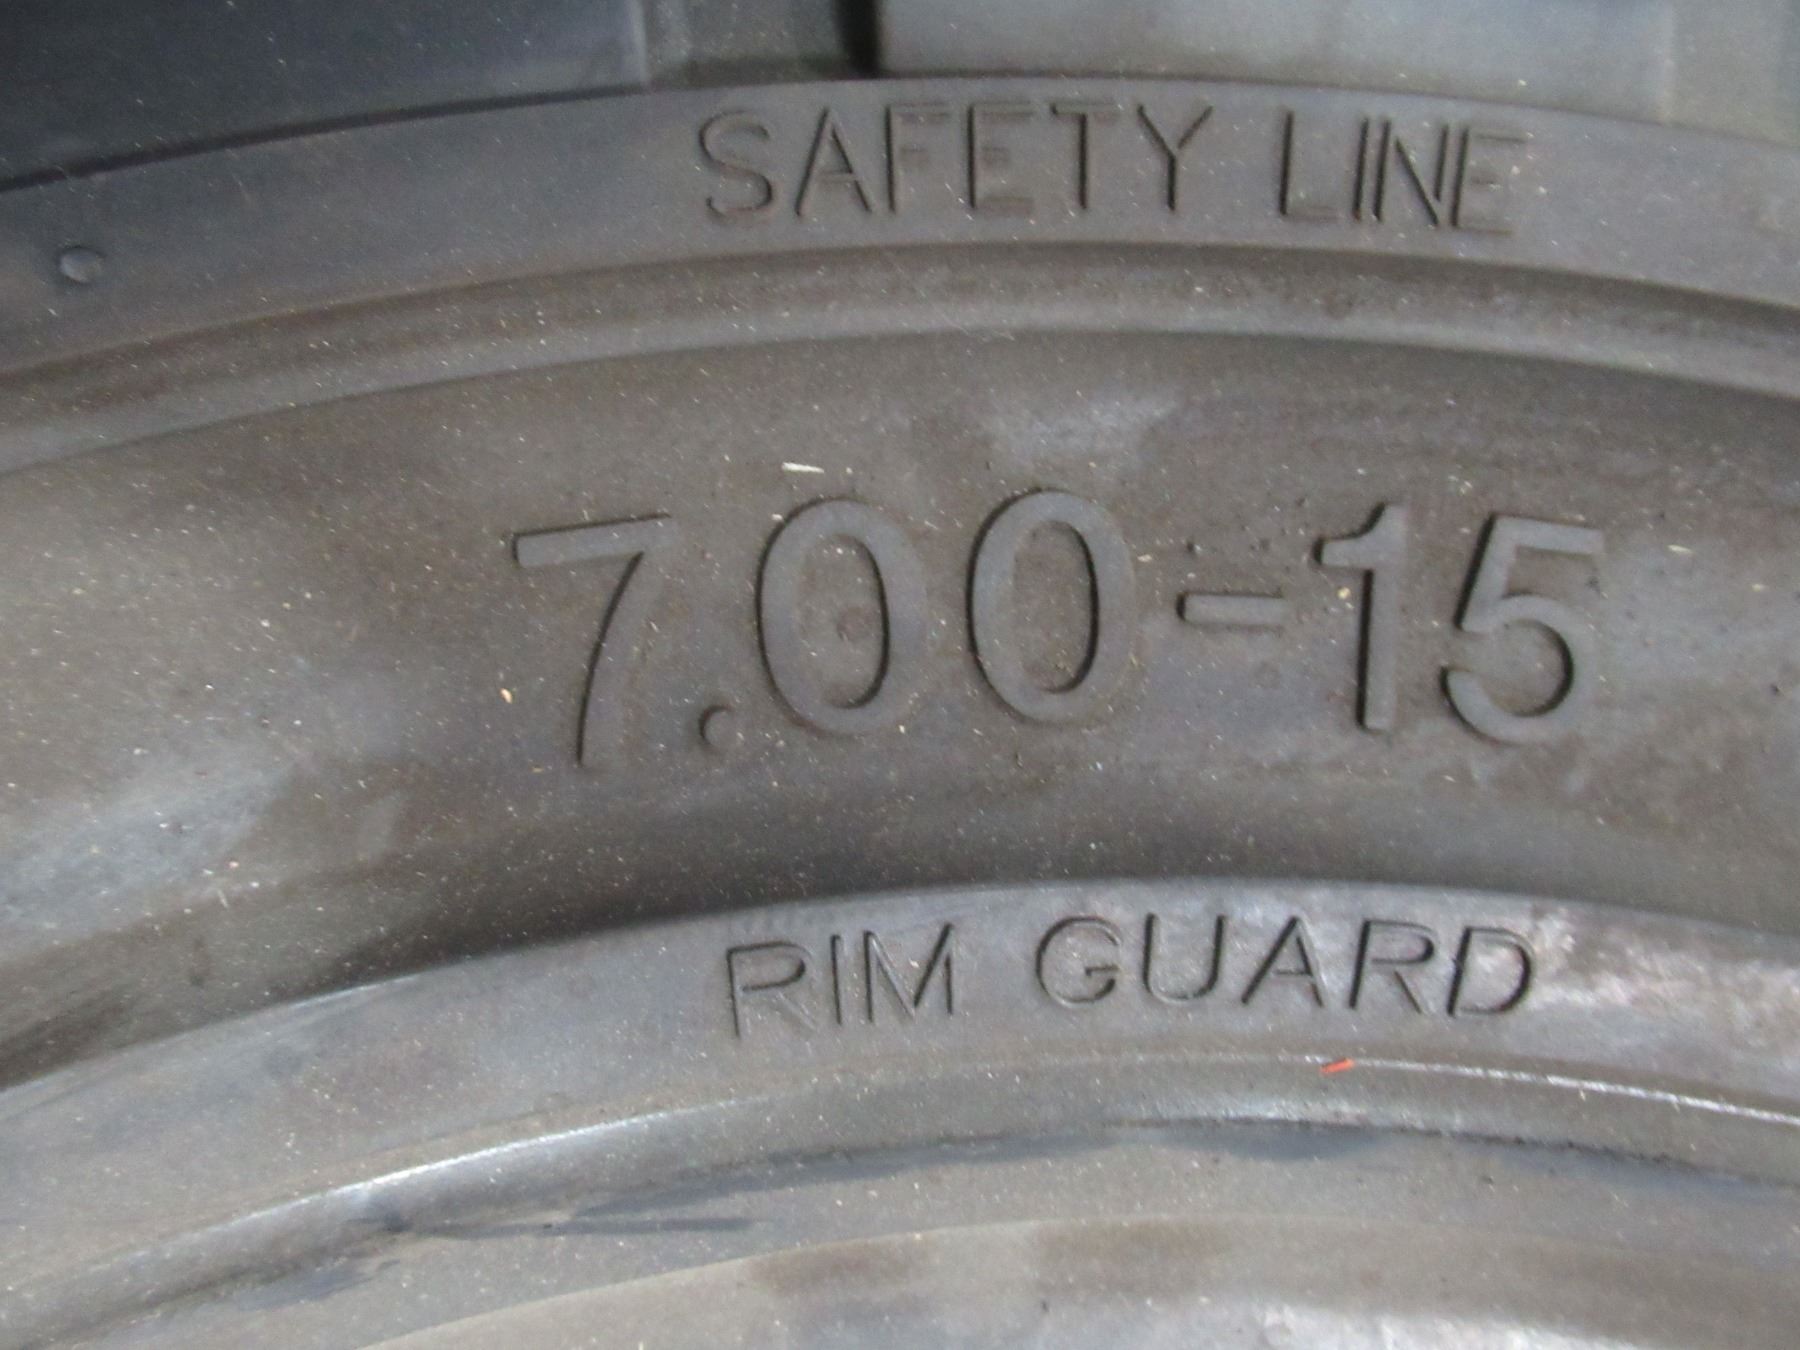 SAFETY LINE
7.00-15
RIM GUARD